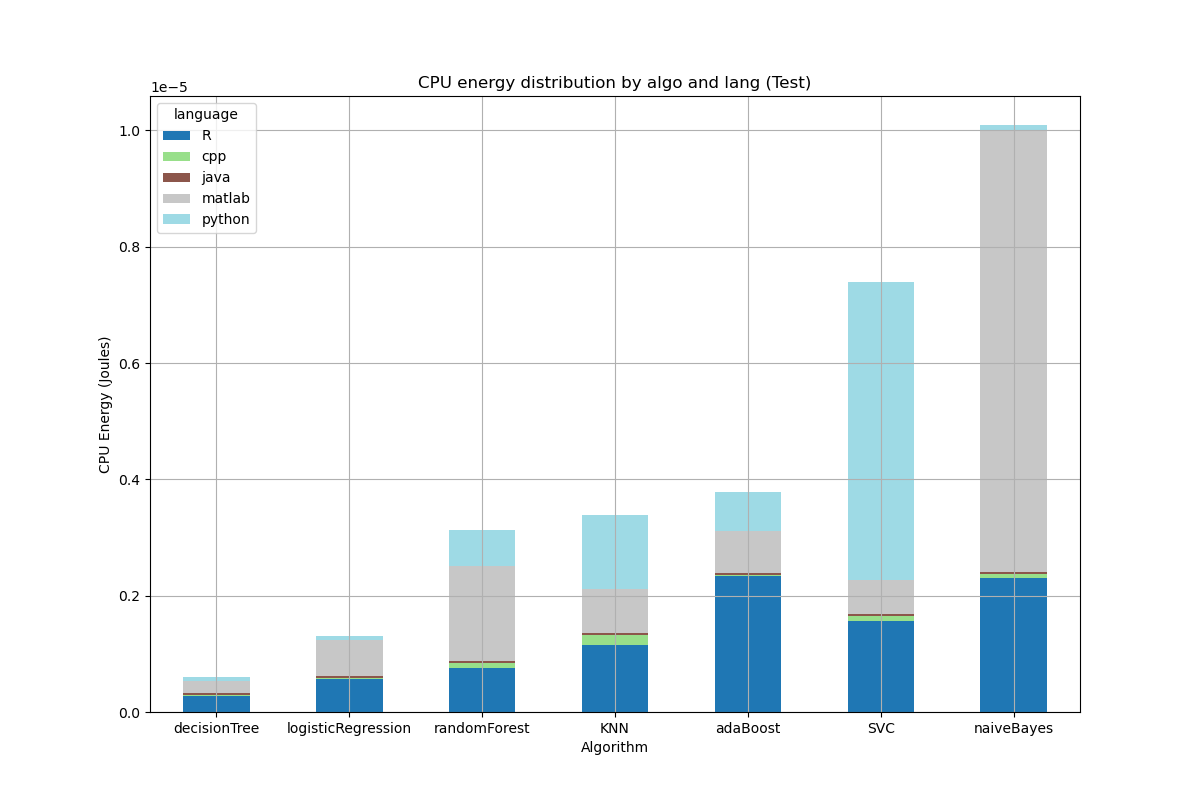 CPU energy distribution by algo and lang (Test)
1e−5
language
R
cpp
java
matlab
python
1.0
0.8
0.6
0.4
0.2
0.0
CPU Energy (Joules)
decisionTree logisticRegression randomForest KNN adaBoost SVC naiveBayes
Algorithm